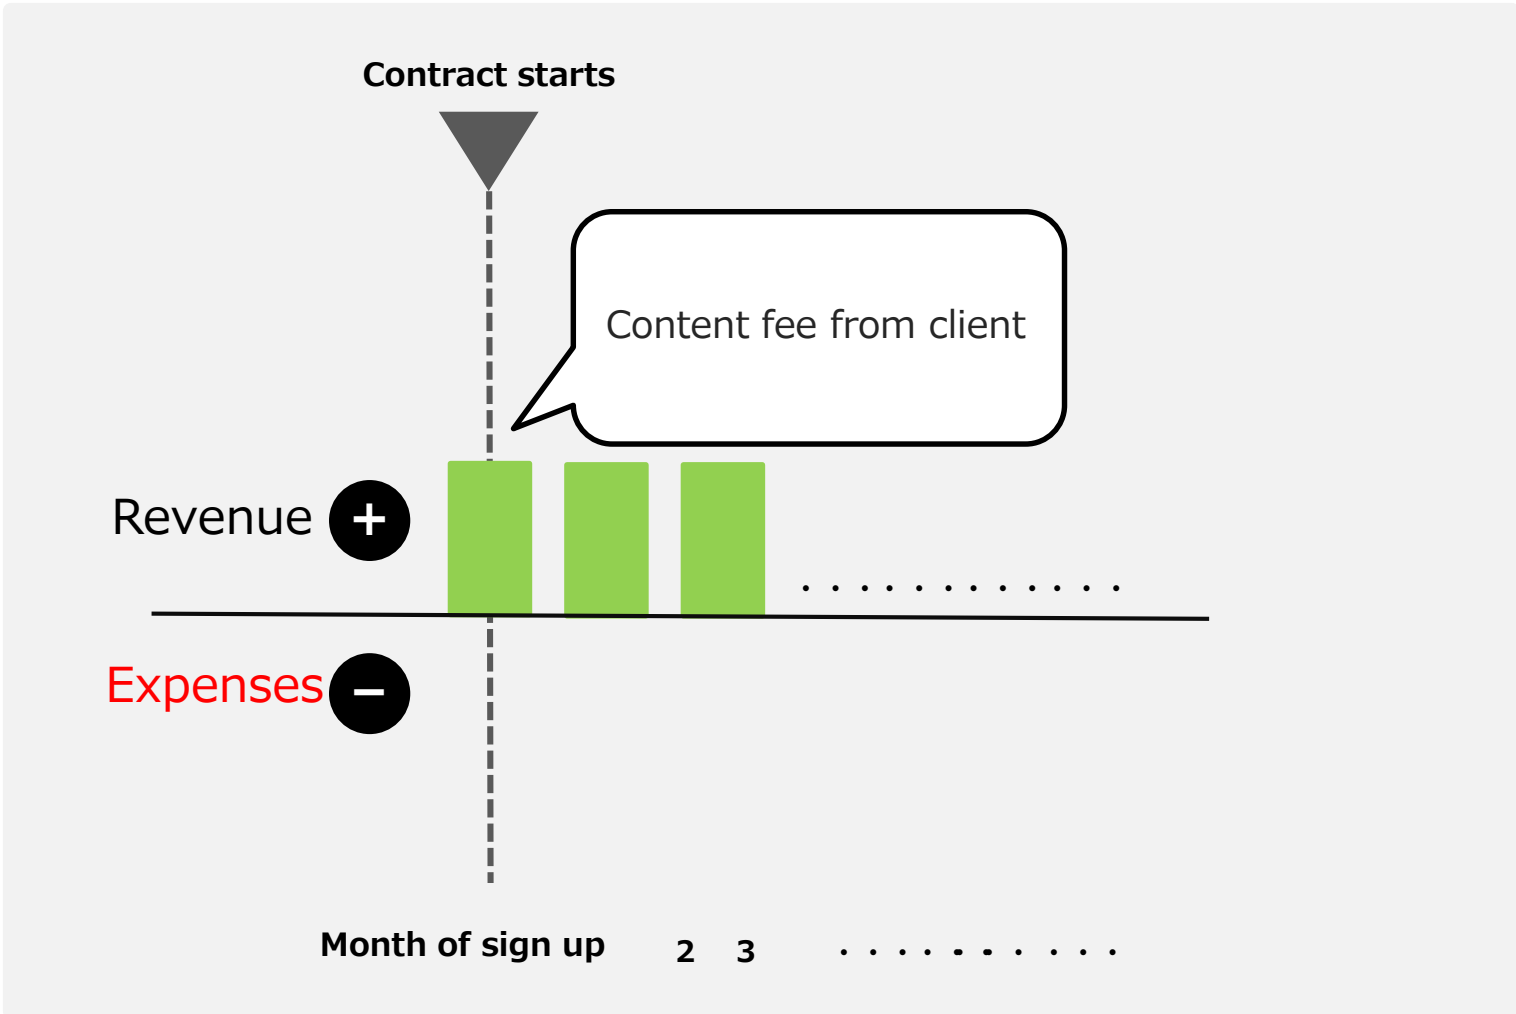 Contract starts
Content fee from client
Revenue +
Expenses −
Month of sign up 2 3 . . . . . . . . . .